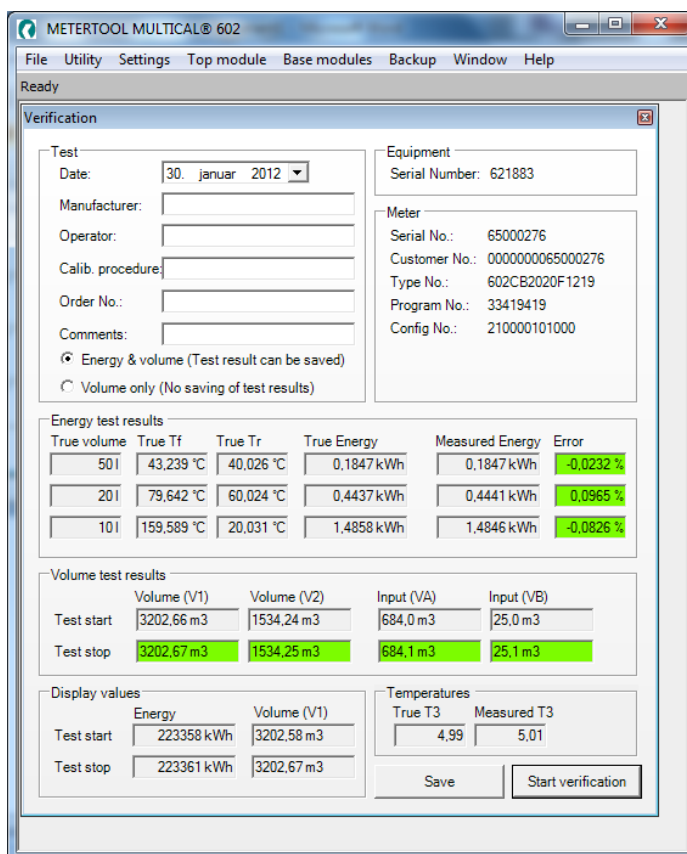 METERTOOL MULTICAL® 602
File Utility Settings Top module Base modules Backup Window Help
Ready
Verification
Test
Date: 30. januar 2012
Manufacturer:
Operator:
Calib. procedure:
Order No.:
Comments:
Energy & volume (Test result can be saved)
Volume only (No saving of test results)
Equipment
Serial Number: 621883
Meter
Serial No.: 65000276
Customer No.: 0000000065000276
Type No.: 602CB2020F1219
Program No.: 33419419
Config No.: 210000101000
Energy test results
True volume True Tf True Tr True Energy Measured Energy Error
50 l 43,239 °C 40,026 °C 0,1847 kWh 0,1847 kWh -0,0232 %
20 l 79,642 °C 60,024 °C 0,4437 kWh 0,4441 kWh 0,0965 %
10 l 159,589 °C 20,031 °C 1,4858 kWh 1,4846 kWh -0,0826 %
Volume test results
Volume (V1) Volume (V2) Input (VA) Input (VB)
Test start 3202,66 m3 1534,24 m3 684,0 m3 25,0 m3
Test stop 3202,67 m3 1534,25 m3 684,1 m3 25,1 m3
Display values
Energy Volume (V1)
Test start 223358 kWh 3202,58 m3
Test stop 223361 kWh 3202,67 m3
Temperatures
True T3 Measured T3
4,99 5,01
Save Start verification